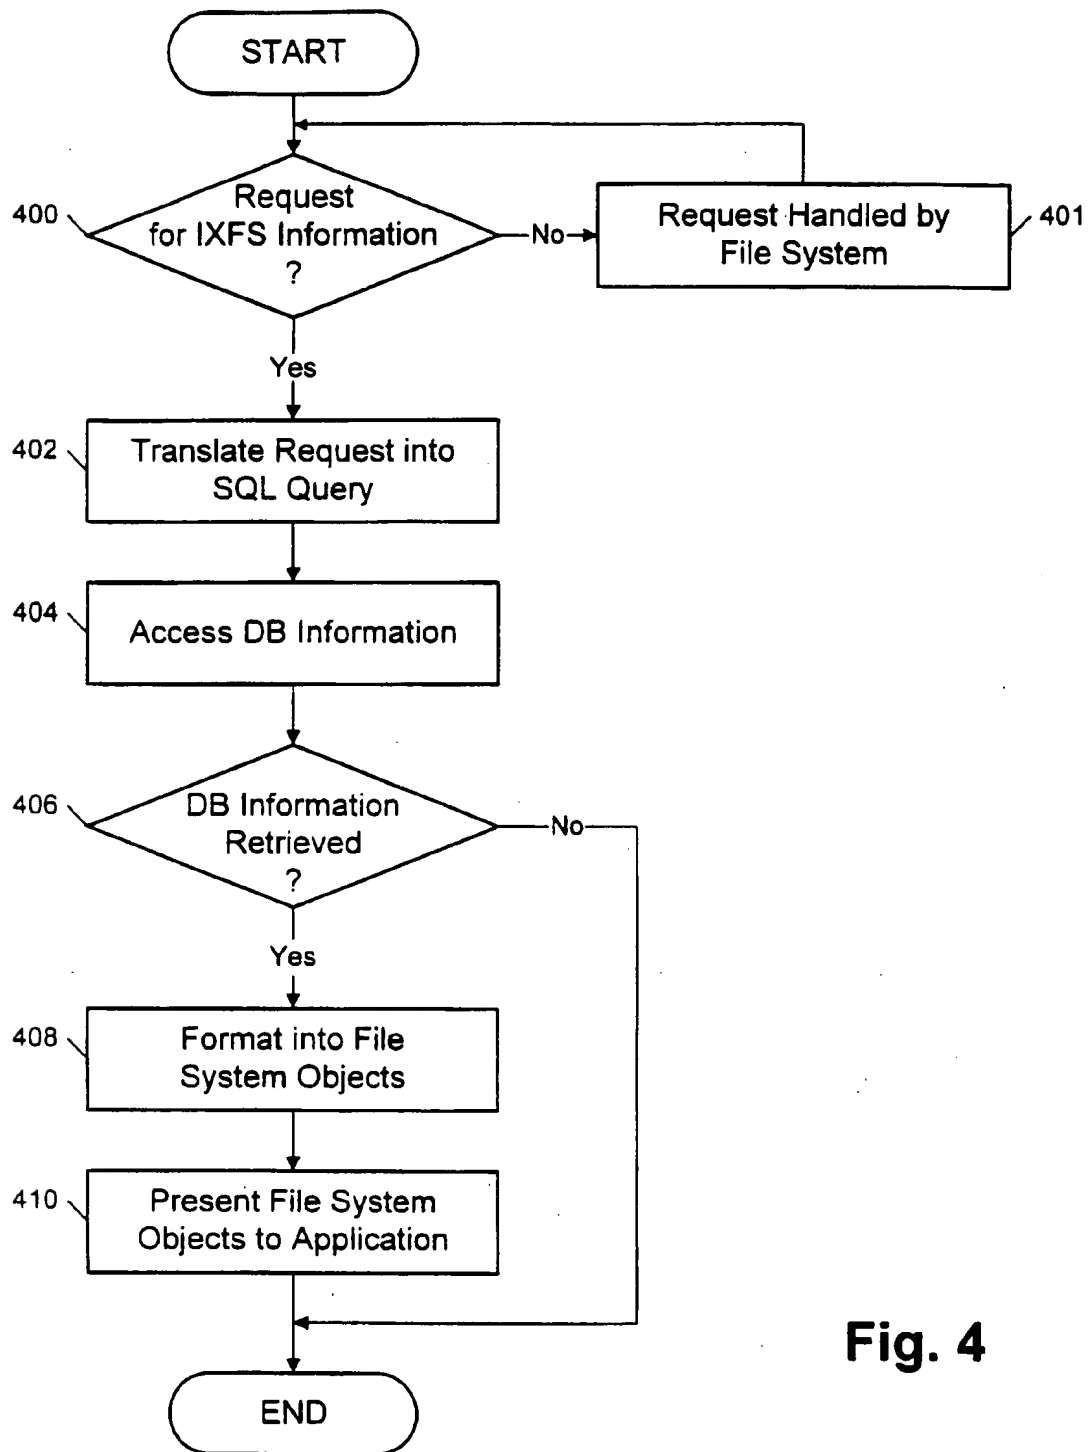 START
400
Request
for IXFS Information
?
No
Request Handled by
File System
401
Yes
402
Translate Request into
SQL Query
404
Access DB Information
406
DB Information
Retrieved
?
No
Yes
408
Format into File
System Objects
410
Present File System
Objects to Application
END
Fig. 4